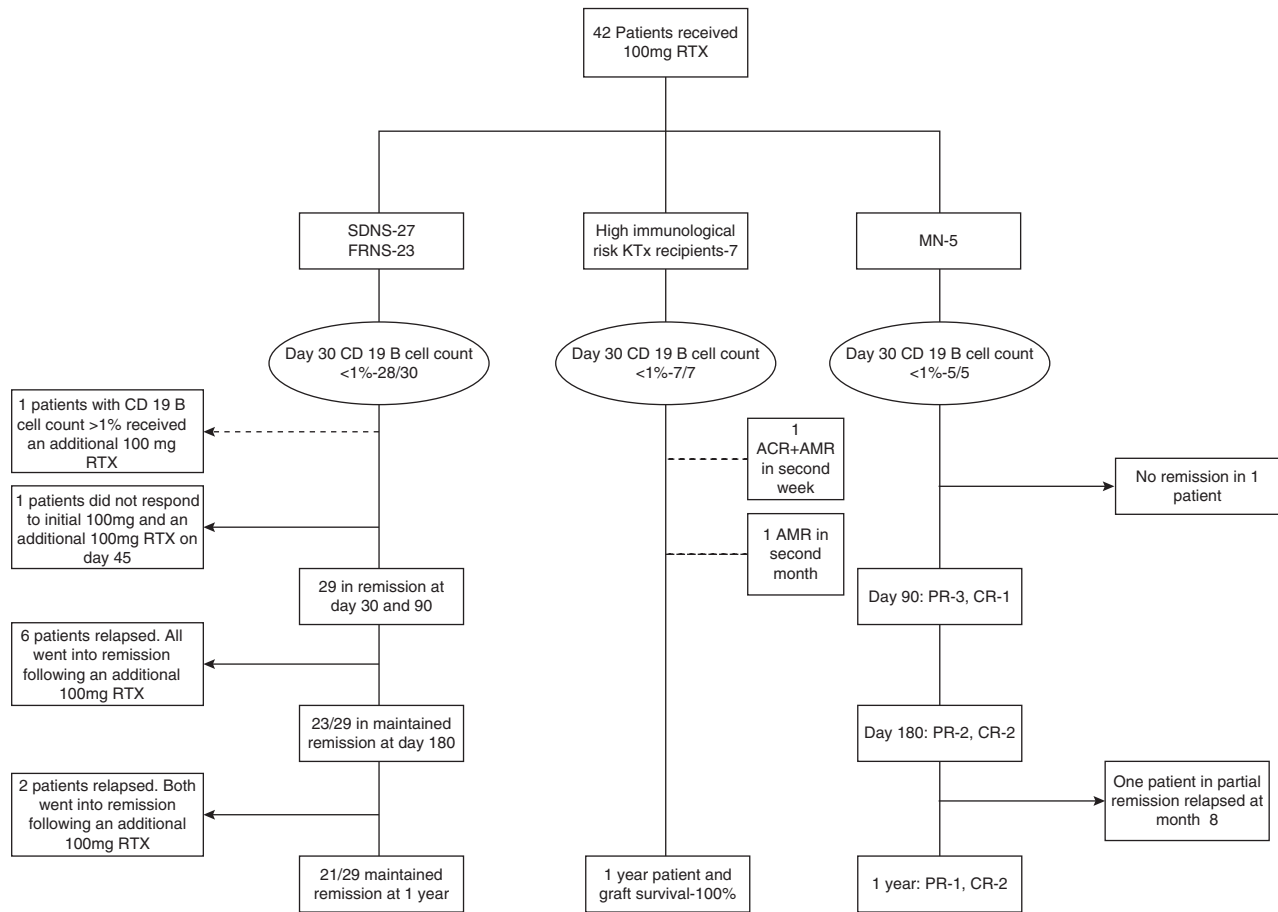 42 Patients received
100mg RTX
SDNS-27
FRNS-23
High immunological
risk KTx recipients-7
MN-5
Day 30 CD 19 B cell count
<1%-28/30
Day 30 CD 19 B cell count
<1%-7/7
Day 30 CD 19 B cell count
<1%-5/5
1 patients with CD 19 B
cell count >1% received
an additional 100 mg
RTX
1
ACR+AMR
in second
week
No remission in 1
patient
1 patients did not respond
to initial 100mg and an
additional 100mg RTX on
day 45
1 AMR in
second
month
29 in remission at
day 30 and 90
Day 90: PR-3, CR-1
6 patients relapsed. All
went into remission
following an additional
100mg RTX
23/29 in maintained
remission at day 180
Day 180: PR-2, CR-2
2 patients relapsed. Both
went into remission
following an additional
100mg RTX
One patient in partial
remission relapsed at
month 8
21/29 maintained
remission at 1 year
1 year patient and
graft survival-100%
1 year: PR-1, CR-2